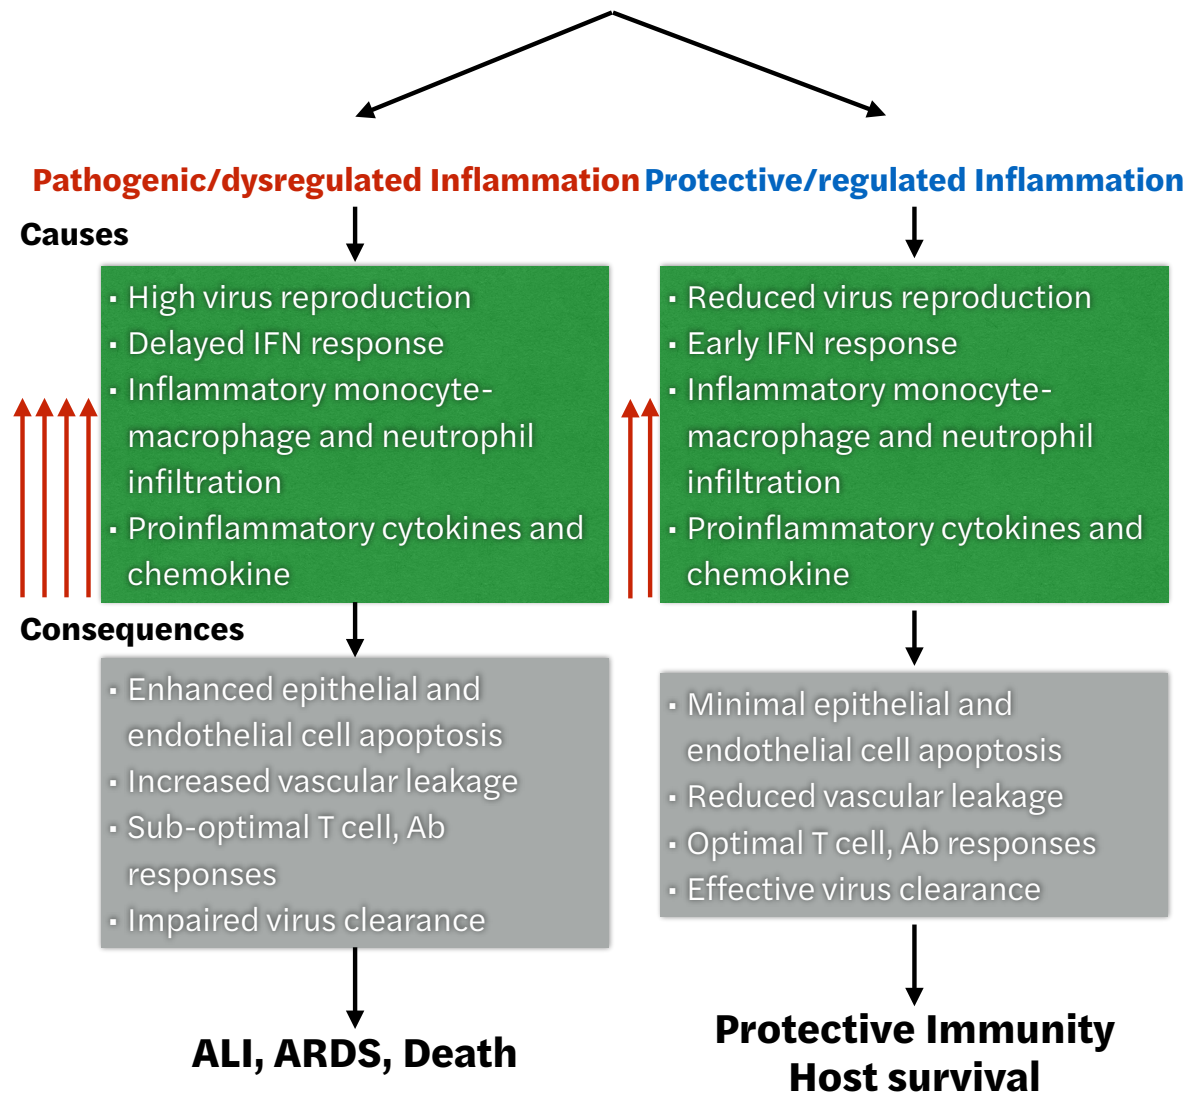 Pathogenic/dysregulated Inflammation
Causes
▪ High virus reproduction
▪ Delayed IFN response
▪ Inflammatory monocyte-
macrophage and neutrophil
infiltration
▪ Proinflammatory cytokines and
chemokine
Consequences
▪ Enhanced epithelial and
endothelial cell apoptosis
▪ Increased vascular leakage
▪ Sub-optimal T cell, Ab
responses
▪ Impaired virus clearance
ALI, ARDS, Death
Protective/regulated Inflammation
▪ Reduced virus reproduction
▪ Early IFN response
▪ Inflammatory monocyte-
macrophage and neutrophil
infiltration
▪ Proinflammatory cytokines and
chemokine
▪ Minimal epithelial and
endothelial cell apoptosis
▪ Reduced vascular leakage
▪ Optimal T cell, Ab responses
▪ Effective virus clearance
Protective Immunity
Host survival